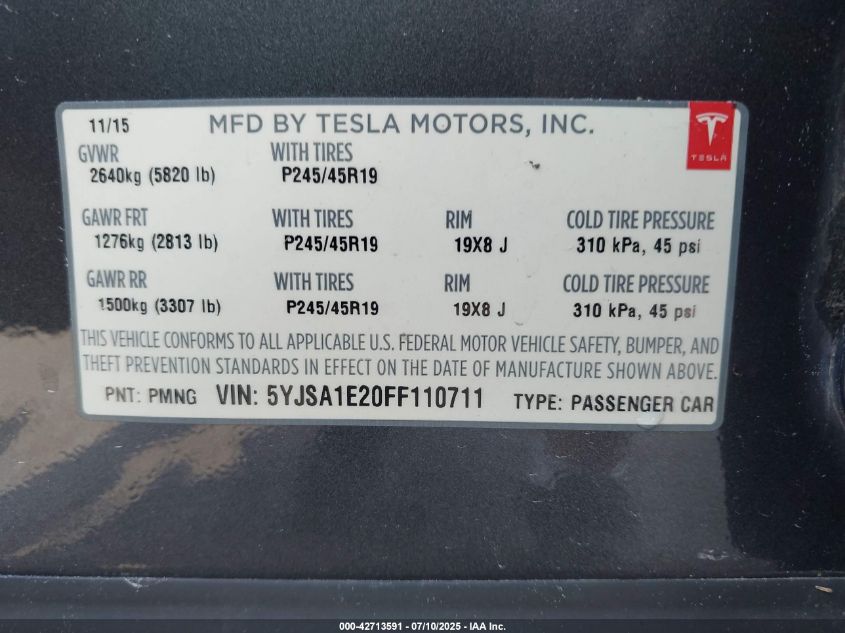 11/15 MFD BY TESLA MOTORS, INC.
TESLA
GVWR WITH TIRES
2640kg (5820 lb) P245/45R19
GAWR FRT WITH TIRES RIM COLD TIRE PRESSURE
1276kg (2813 lb) P245/45R19 19X8 J 310 kPa, 45 psi
GAWR RR WITH TIRES RIM COLD TIRE PRESSURE
1500kg (3307 lb) P245/45R19 19X8 J 310 kPa, 45 psi
THIS VEHICLE CONFORMS TO ALL APPLICABLE U.S. FEDERAL MOTOR VEHICLE SAFETY, BUMPER, AND
THEFT PREVENTION STANDARDS IN EFFECT ON THE DATE OF MANUFACTURE SHOWN ABOVE.
PNT: PMNG VIN: 5YJSA1E20FF110711 TYPE: PASSENGER CAR
000-42713591 - 07/10/2025 - IAA Inc.